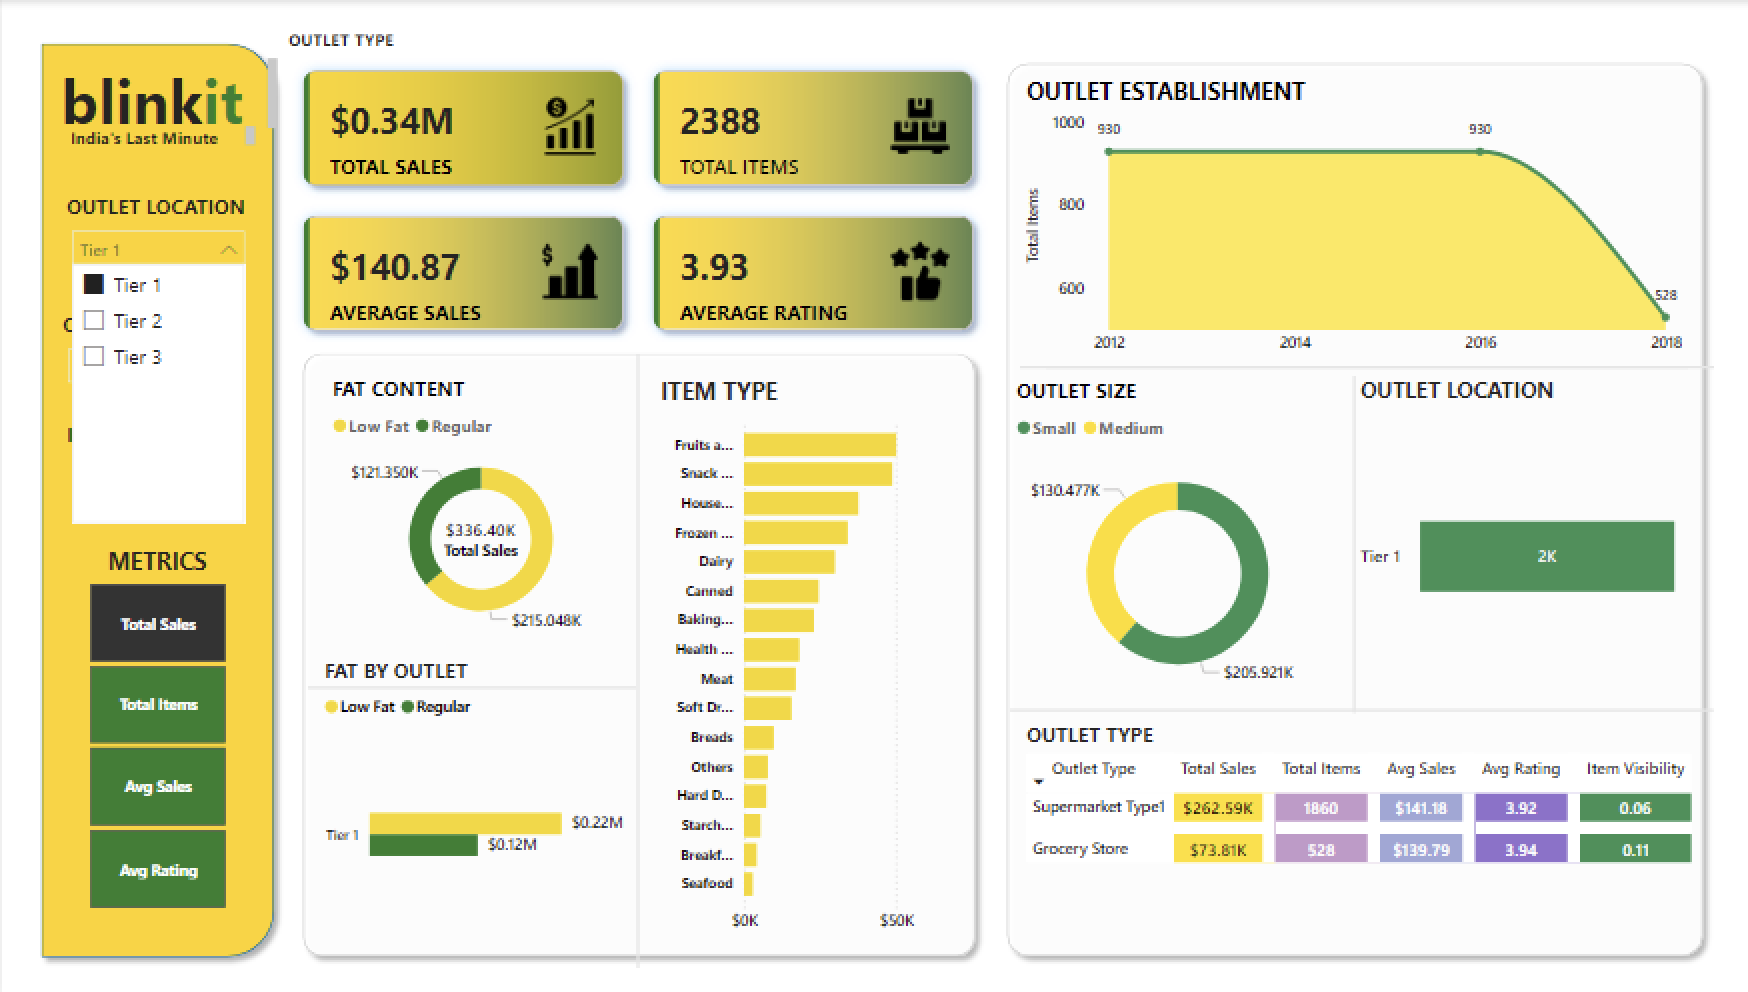 OUTLET TYPE
blinkit
India's Last Minute
OUTLET LOCATION
Tier 1
Tier 1
Tier 2
Tier 3
METRICS
Total Sales
Total Items
Avg Sales
Avg Rating
$0.34M
TOTAL SALES
2388
TOTAL ITEMS
$140.87
AVERAGE SALES
3.93
AVERAGE RATING
FAT CONTENT
Low Fat Regular
$121.350K
$336.40K
Total Sales
$215.048K
FAT BY OUTLET
Low Fat Regular
Tier 1
$0.22M
$0.12M
ITEM TYPE
Fruits a...
Snack ...
House...
Frozen ...
Dairy
Canned
Baking...
Health ...
Meat
Soft Dr...
Breads
Others
Hard D...
Starch...
Breakf...
Seafood
$0K $50K
OUTLET ESTABLISHMENT
Total Items
1000
800
600
930 930
528
2012 2014 2016 2018
OUTLET SIZE
Small Medium
$130.477K
$205.921K
OUTLET LOCATION
Tier 1 2K
OUTLET TYPE
Outlet Type Total Sales Total Items Avg Sales Avg Rating Item Visibility
Supermarket Type1 $262.59K 1860 $141.18 3.92 0.06
Grocery Store $73.81K 528 $139.79 3.94 0.11